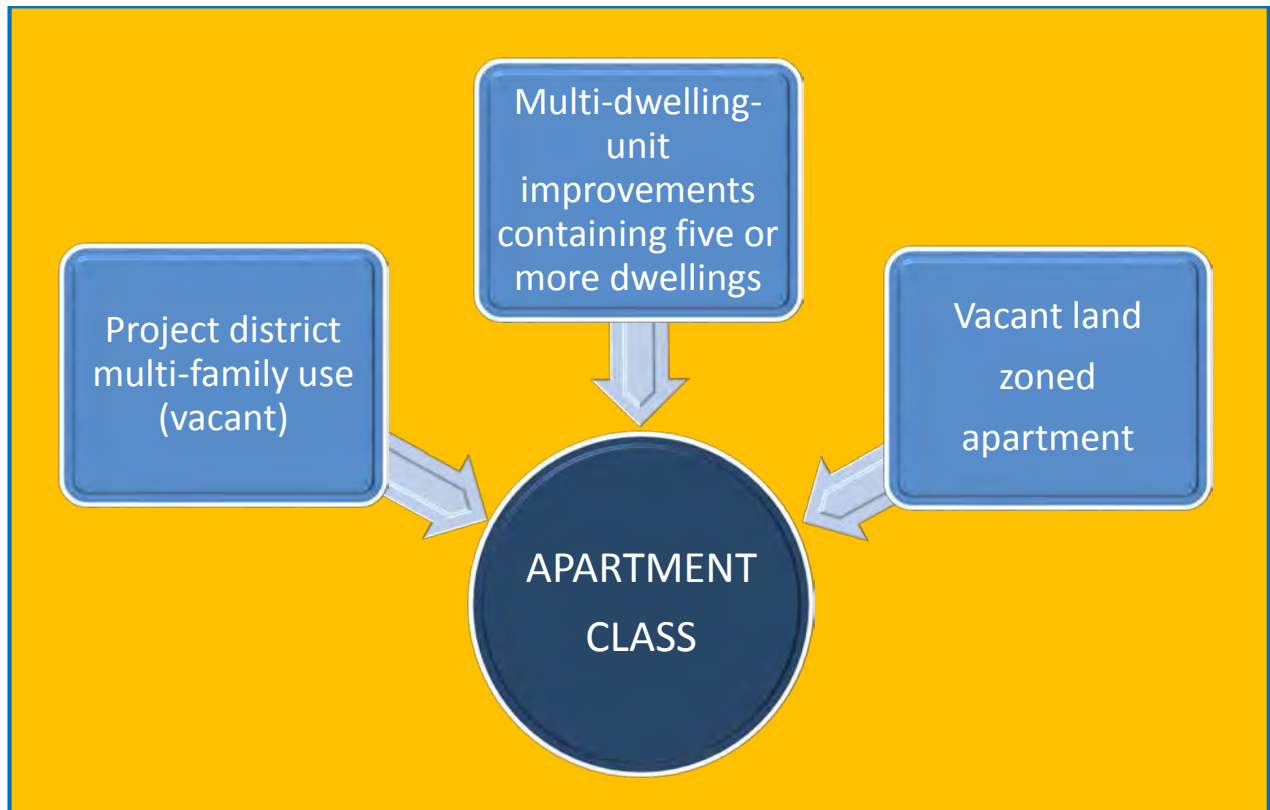 Multi-dwelling-
unit
improvements
containing five or
more dwellings
Project district
multi-family use
(vacant)
Vacant land
zoned
apartment
APARTMENT
CLASS